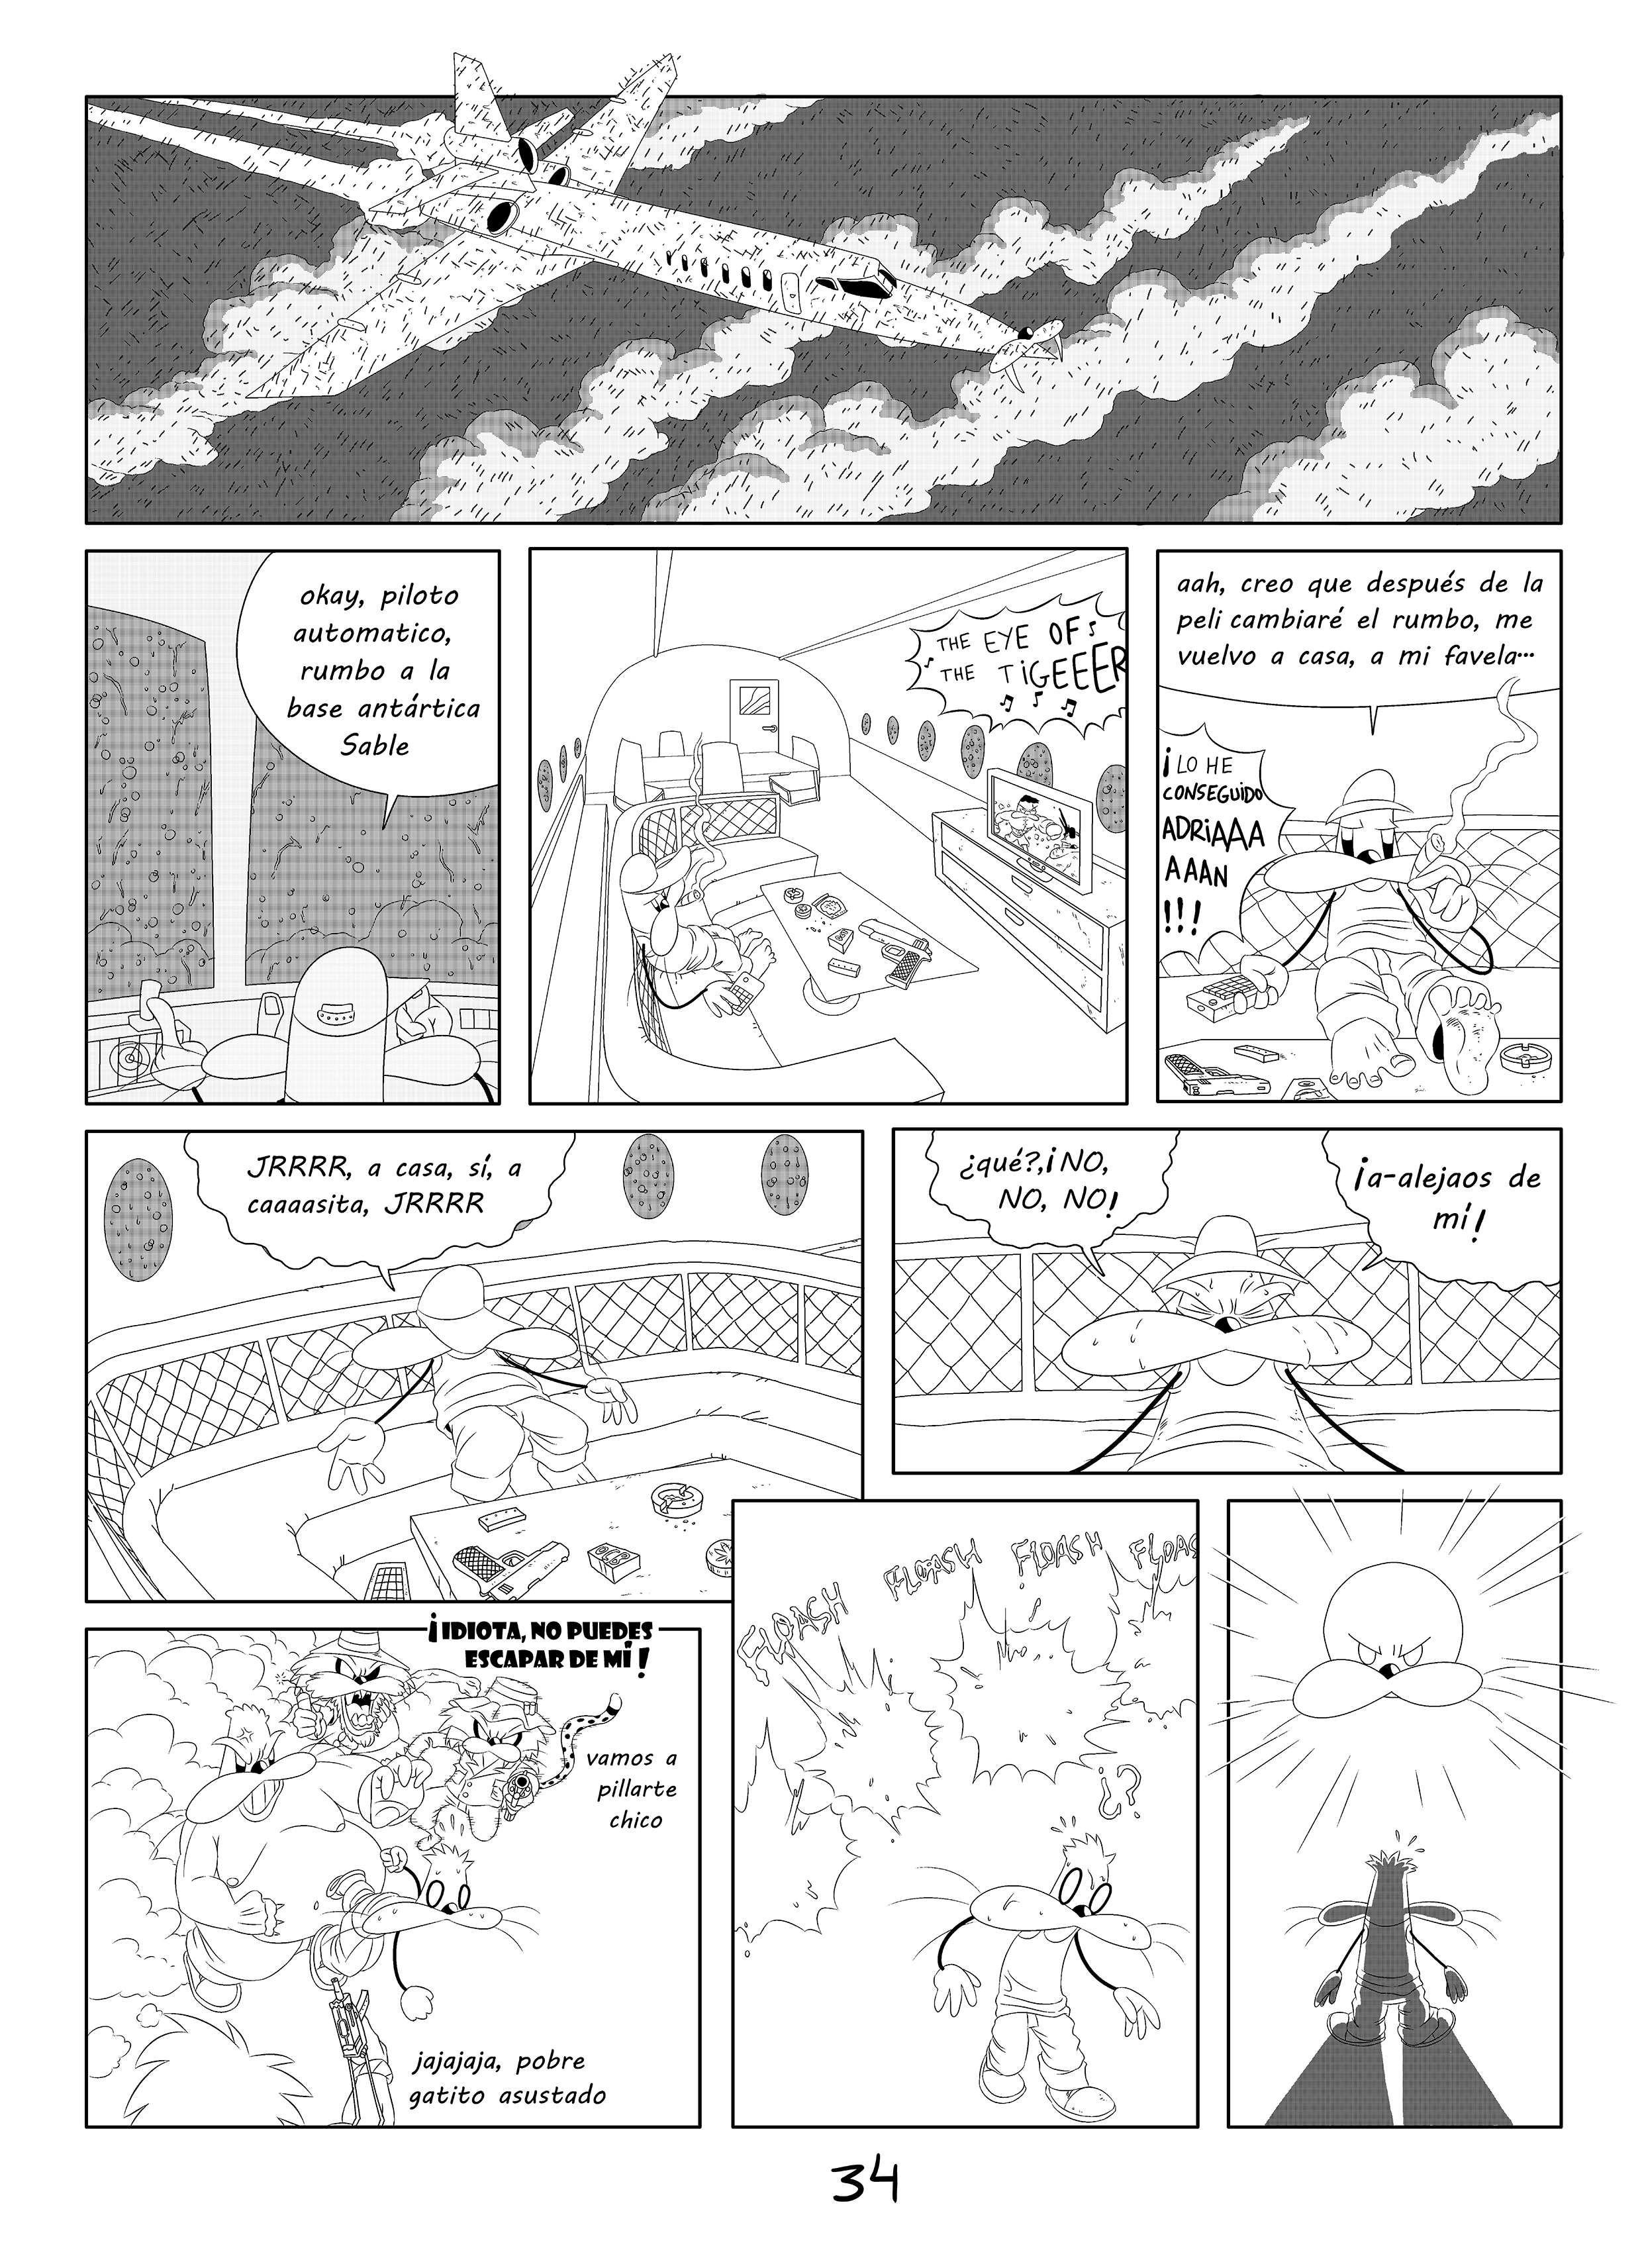 okay, piloto
automatico,
rumbo a la
base antártica
Sable
THE EYE OF
THE TiGEEER
aah, creo que después de la
peli cambiaré el rumbo, me
vuelvo a casa, a mi favela...
¡LO HE
CONSEGUiDO
ADRiAAA
AAAN
!!!
JRRRR, a casa, sí, a
caaaasita, JRRRR
¿qué?,¡NO,
NO, NO!
¡a-alejaos de
mí!
¡IDIOTA, NO PUEDES
ESCAPAR DE MÍ!
vamos a
pillarte
chico
jajajaja, pobre
gatito asustado
FLOASH
FLOASH
FLOASH
FLOAS
¿?
34